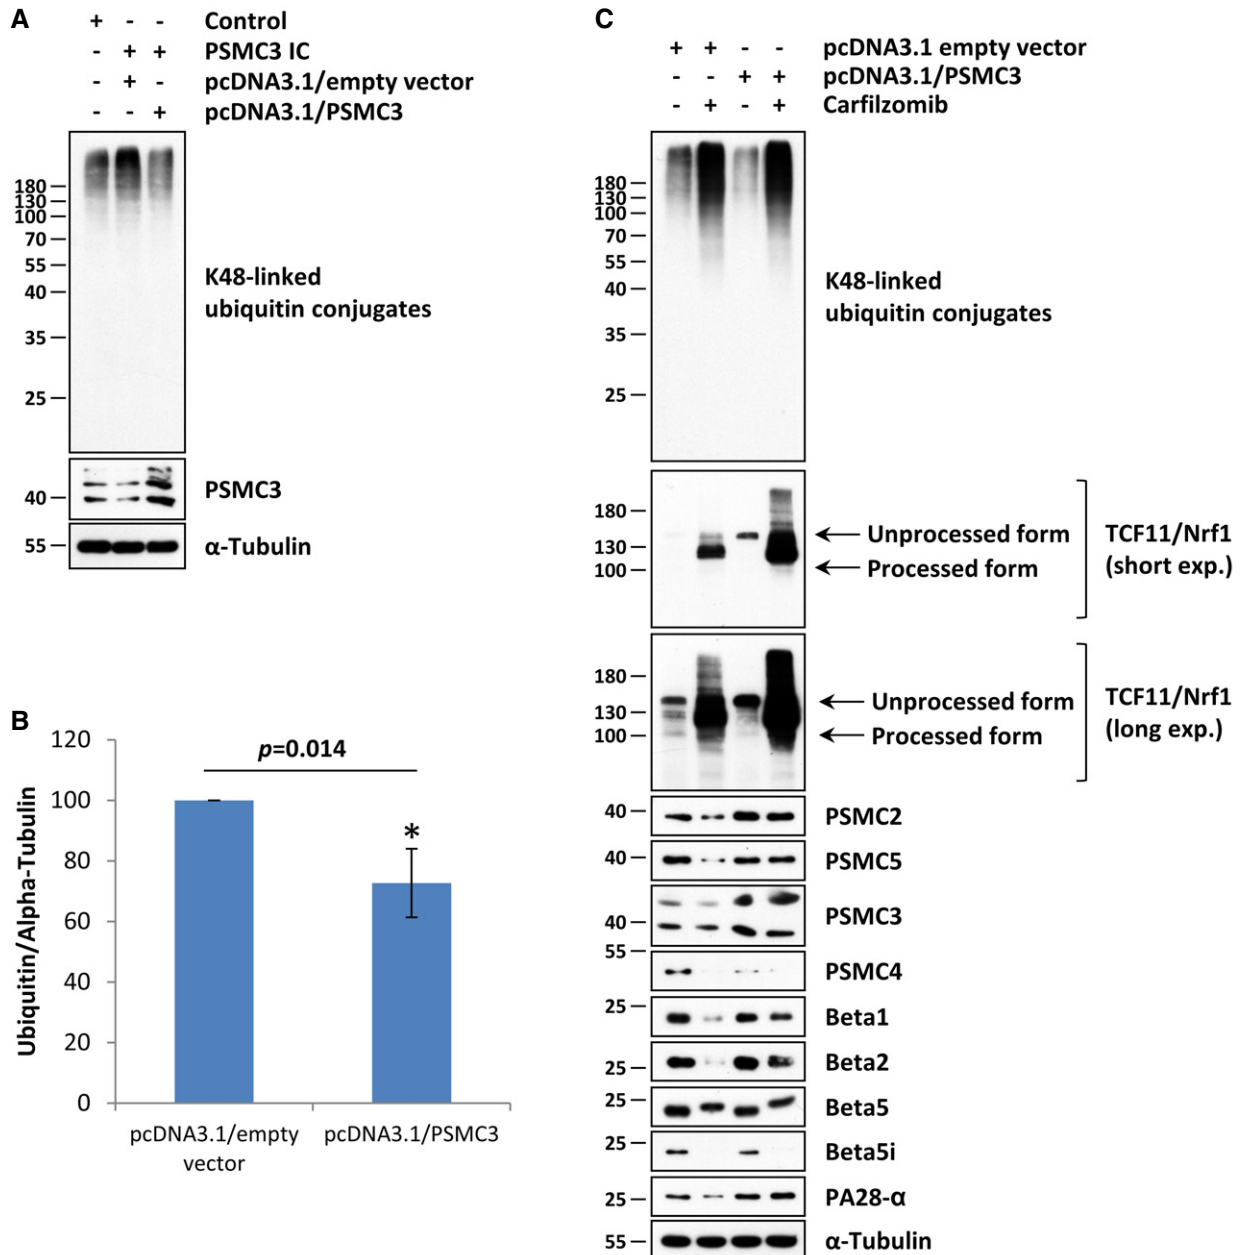 A
+ - - Control
- + + PSMC3 IC
- + - pcDNA3.1/empty vector
- - + pcDNA3.1/PSMC3
180
130
100
70
55
40
35
25
K48-linked
ubiquitin conjugates
40
PSMC3
55
α-Tubulin
B
120
100
80
60
40
20
0
Ubiquitin/Alpha-Tubulin
p=0.014
*
pcDNA3.1/empty
vector
pcDNA3.1/PSMC3
C
+ + - - pcDNA3.1 empty vector
- - + + pcDNA3.1/PSMC3
- + - + Carfilzomib
180
130
100
70
55
40
35
25
K48-linked
ubiquitin conjugates
180
130
100
Unprocessed form
Processed form
TCF11/Nrf1
(short exp.)
180
130
100
Unprocessed form
Processed form
TCF11/Nrf1
(long exp.)
40 PSMC2
40 PSMC5
40 PSMC3
55
PSMC4
25 Beta1
25 Beta2
25 Beta5
25 Beta5i
25 PA28-α
55 α-Tubulin